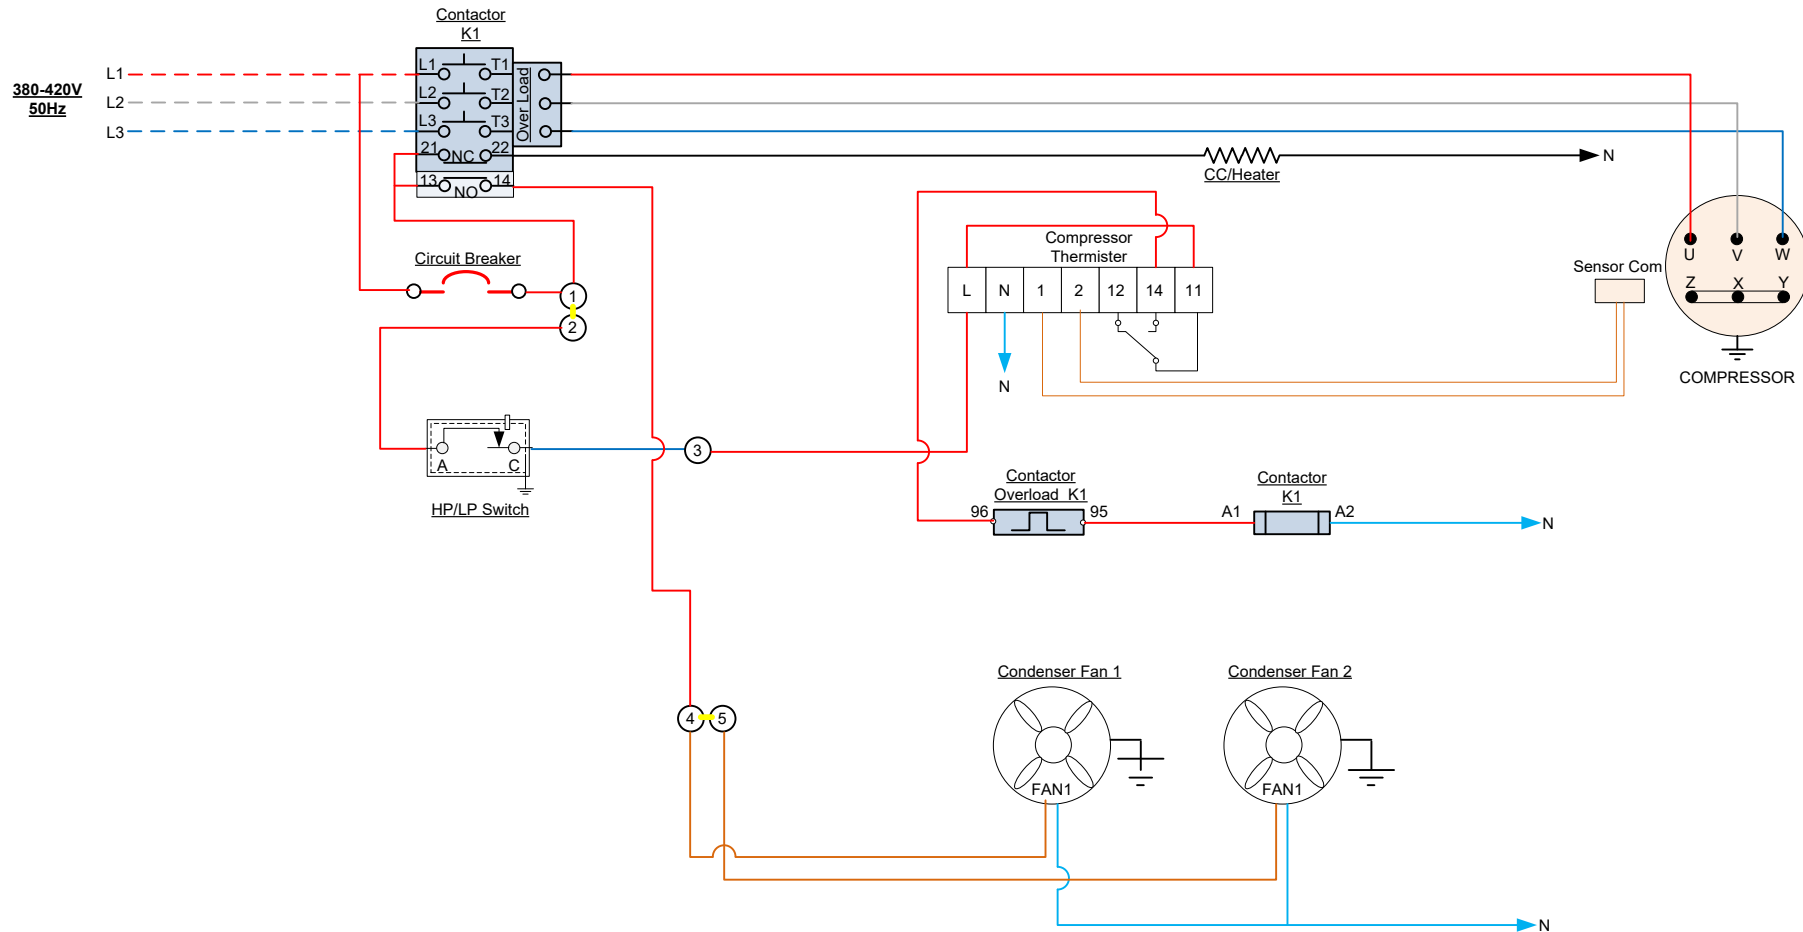 Contactor
K1
380-420V
50Hz
L1
L2
L3
L1
T1
L2
T2
L3
T3
21
NC
22
13
NO
14
Over Load
CC/Heater
N
Circuit Breaker
1
2
Compressor
Thermister
L
N
1
2
12
14
11
N
Sensor Com
U
V
W
Z
X
Y
COMPRESSOR
A
C
HP/LP Switch
3
Contactor
Overload K1
96
95
Contactor
K1
A1
A2
N
4
5
Condenser Fan 1
FAN1
Condenser Fan 2
FAN1
N